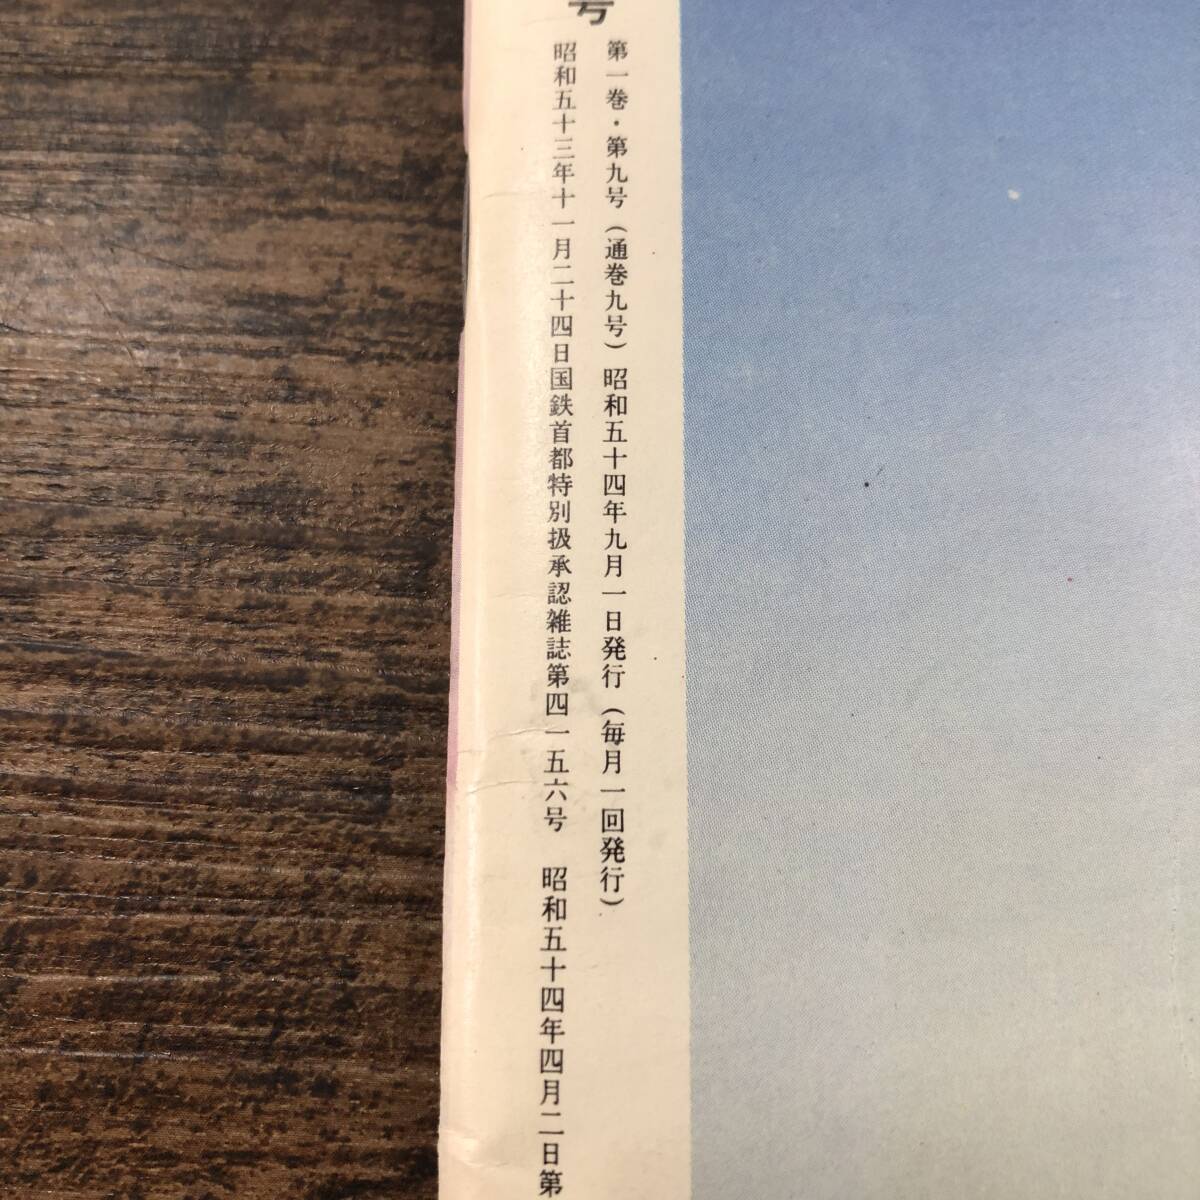 号
第一巻・第九号(通巻九号)昭和五十四年九月一日発行(毎月一回発行)
昭和五十三年十一月二十四日国鉄首都特別扱承認雑誌第四一五六号 昭和五十四年四月二日第